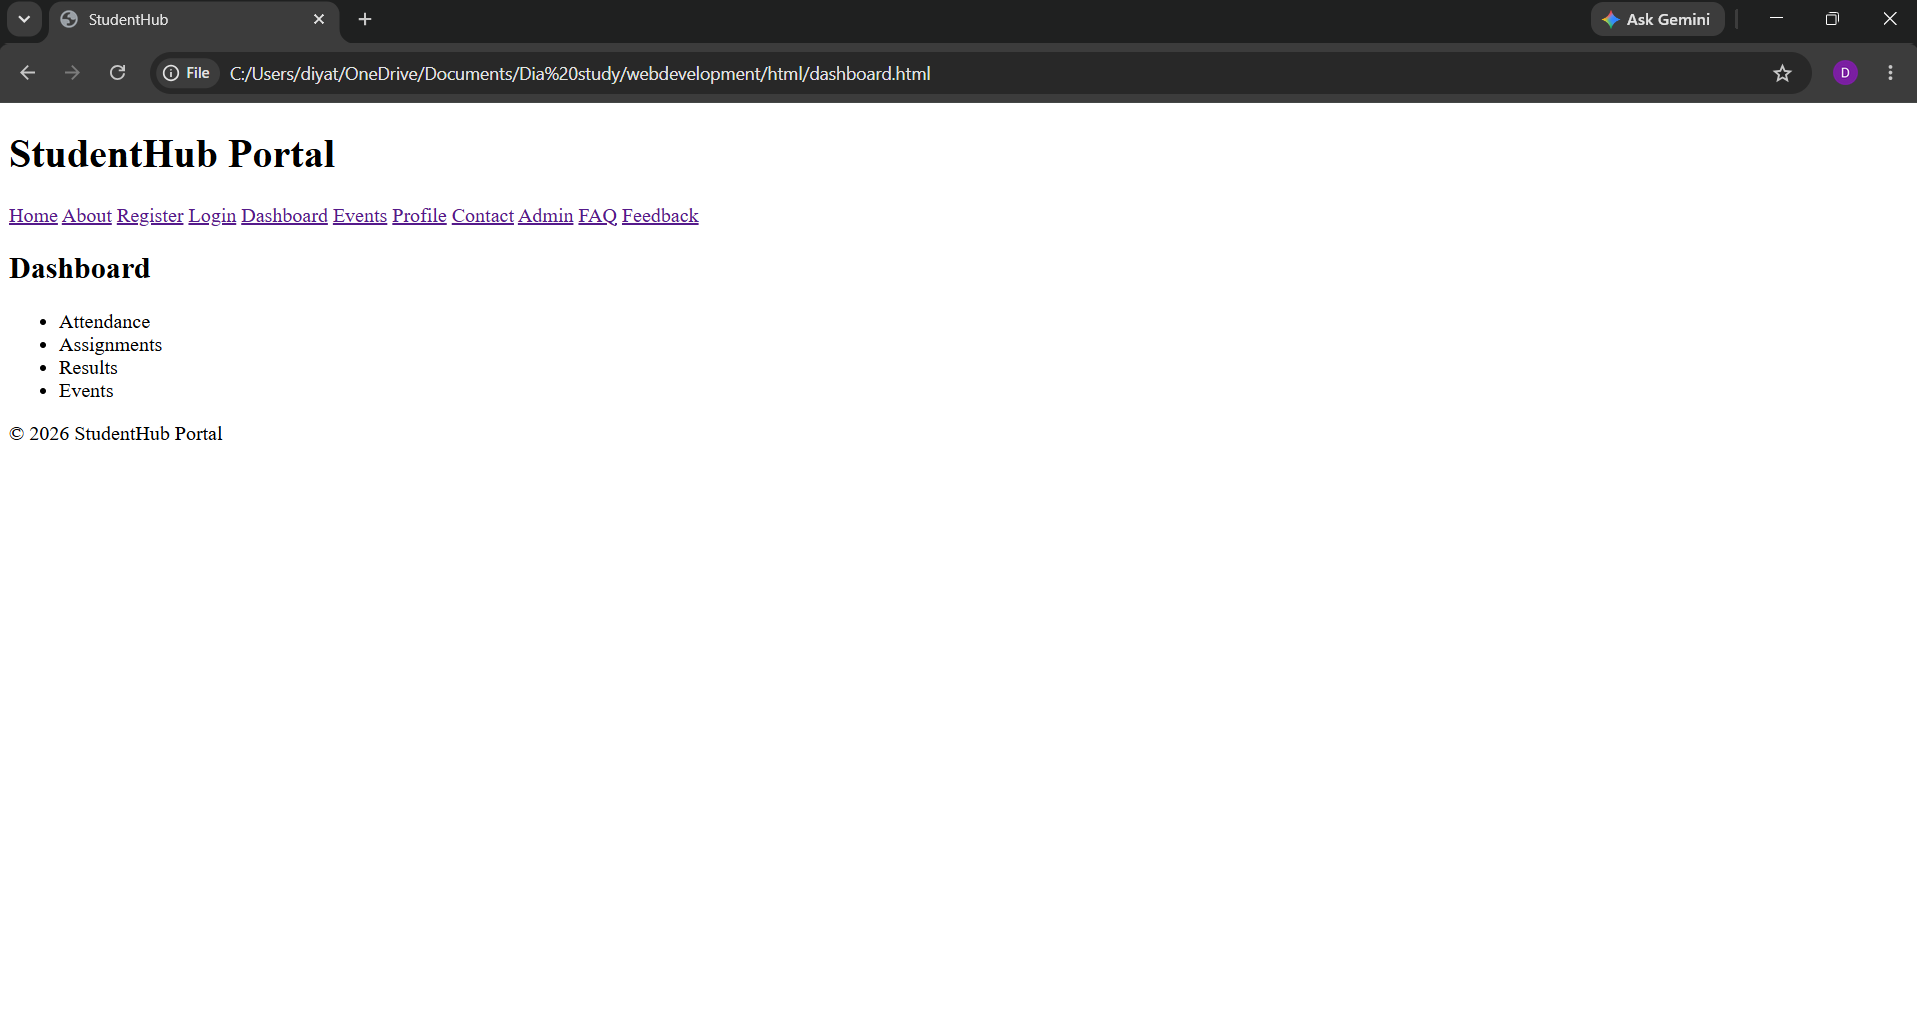 StudentHub
Ask Gemini
File
C:/Users/diyat/OneDrive/Documents/Dia%20study/webdevelopment/html/dashboard.html
D
StudentHub Portal
Home About Register Login Dashboard Events Profile Contact Admin FAQ Feedback
Dashboard
• Attendance
• Assignments
• Results
• Events
© 2026 StudentHub Portal